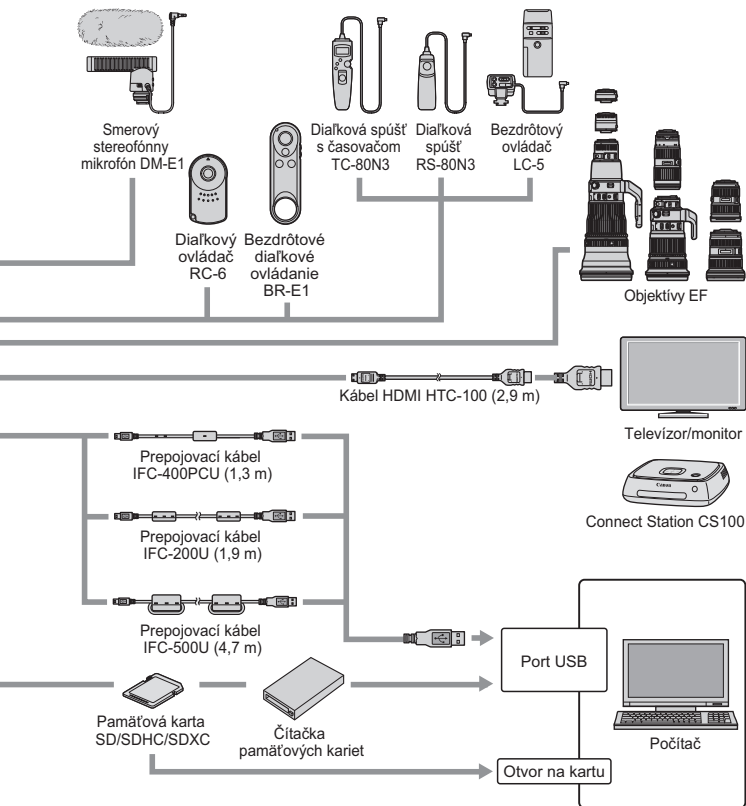 Smerový
stereofónny
mikrofón DM-E1
Diaľková spúšť
s časovačom
TC-80N3
Diaľková
spúšť
RS-80N3
Bezdrôtový
ovládač
LC-5
Diaľkový
ovládač
RC-6
Bezdrôtové
diaľkové
ovládanie
BR-E1
Objektívy EF
Kábel HDMI HTC-100 (2,9 m)
Televízor/monitor
Prepojovací kábel
IFC-400PCU (1,3 m)
Canon
Connect Station CS100
Prepojovací kábel
IFC-200U (1,9 m)
Prepojovací kábel
IFC-500U (4,7 m)
Port USB
Pamäťová karta
SD/SDHC/SDXC
Čítačka
pamäťových kariet
Počítač
Otvor na kartu